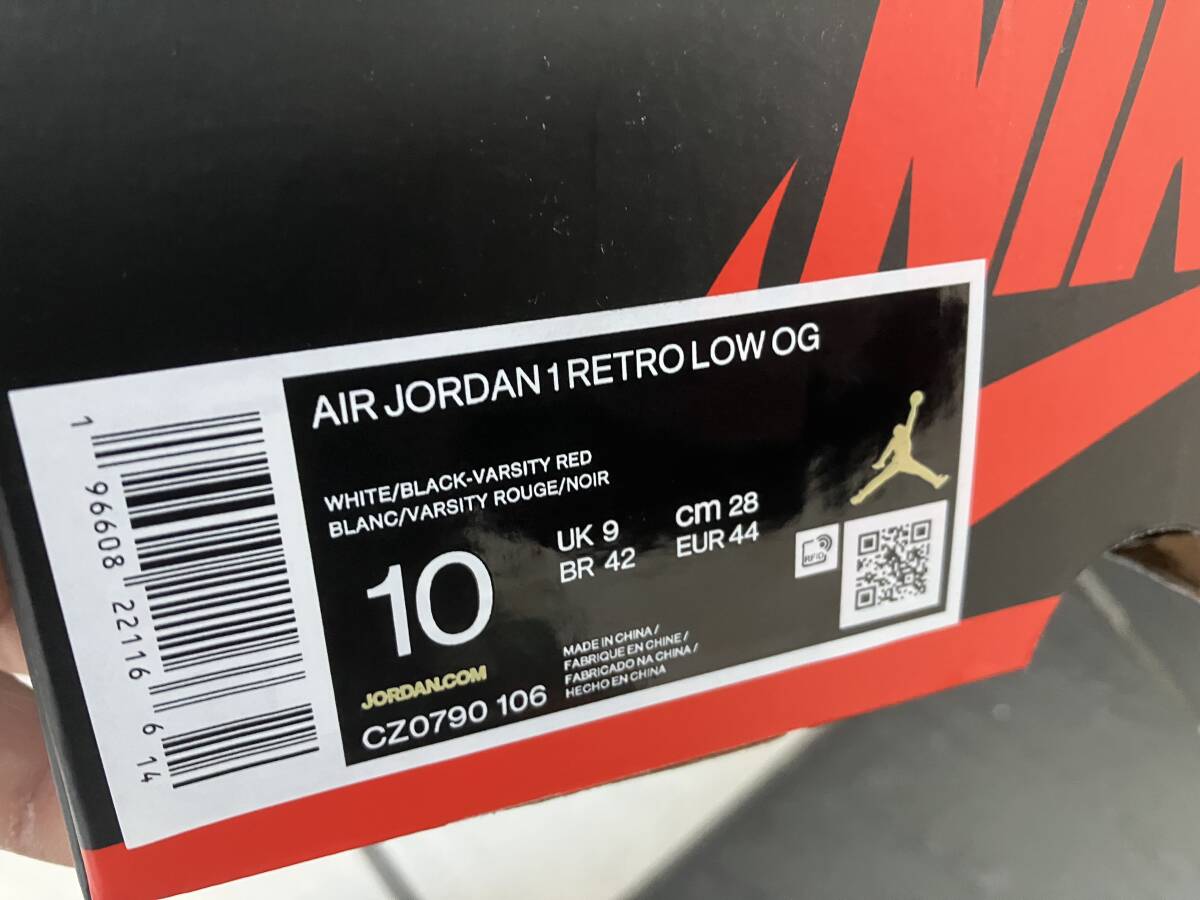 NIK
AIR JORDAN 1 RETRO LOW OG
WHITE/BLACK-VARSITY RED
BLANC/VARSITY ROUGE/NOIR
10
UK 9
BR 42
cm 28
EUR 44
RFID
JORDAN.COM
CZ0790 106
MADE IN CHINA /
FABRIQUE EN CHINE /
FABRICADO NA CHINA /
HECHO EN CHINA
1 96608 22116 6 14